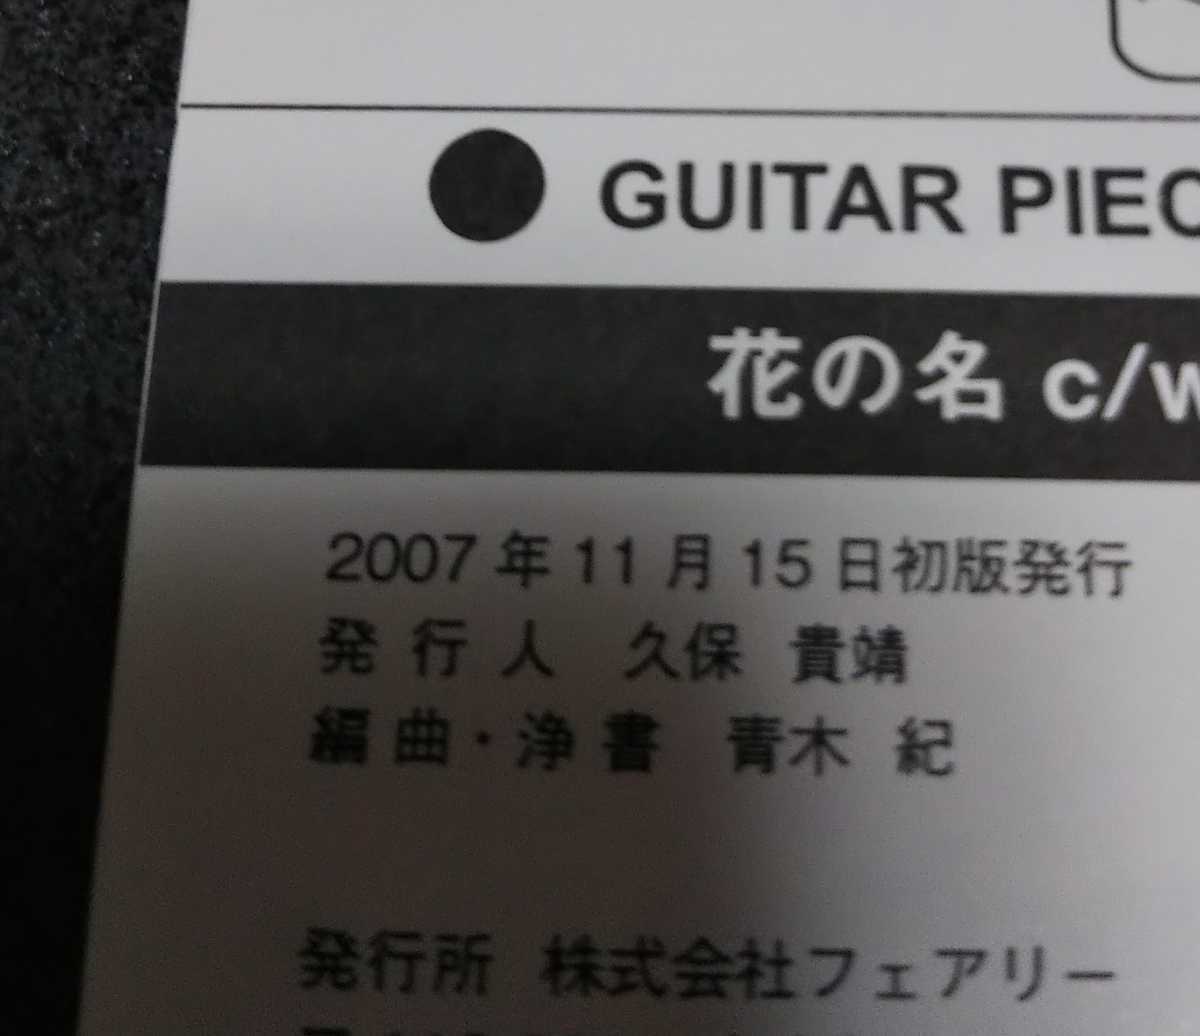 ● GUITAR PIEC
花の名 c/w
2007年11月15日初版発行
発行人 久保 貴靖
編曲・浄書 青木 紀
発行所 株式会社フェアリー